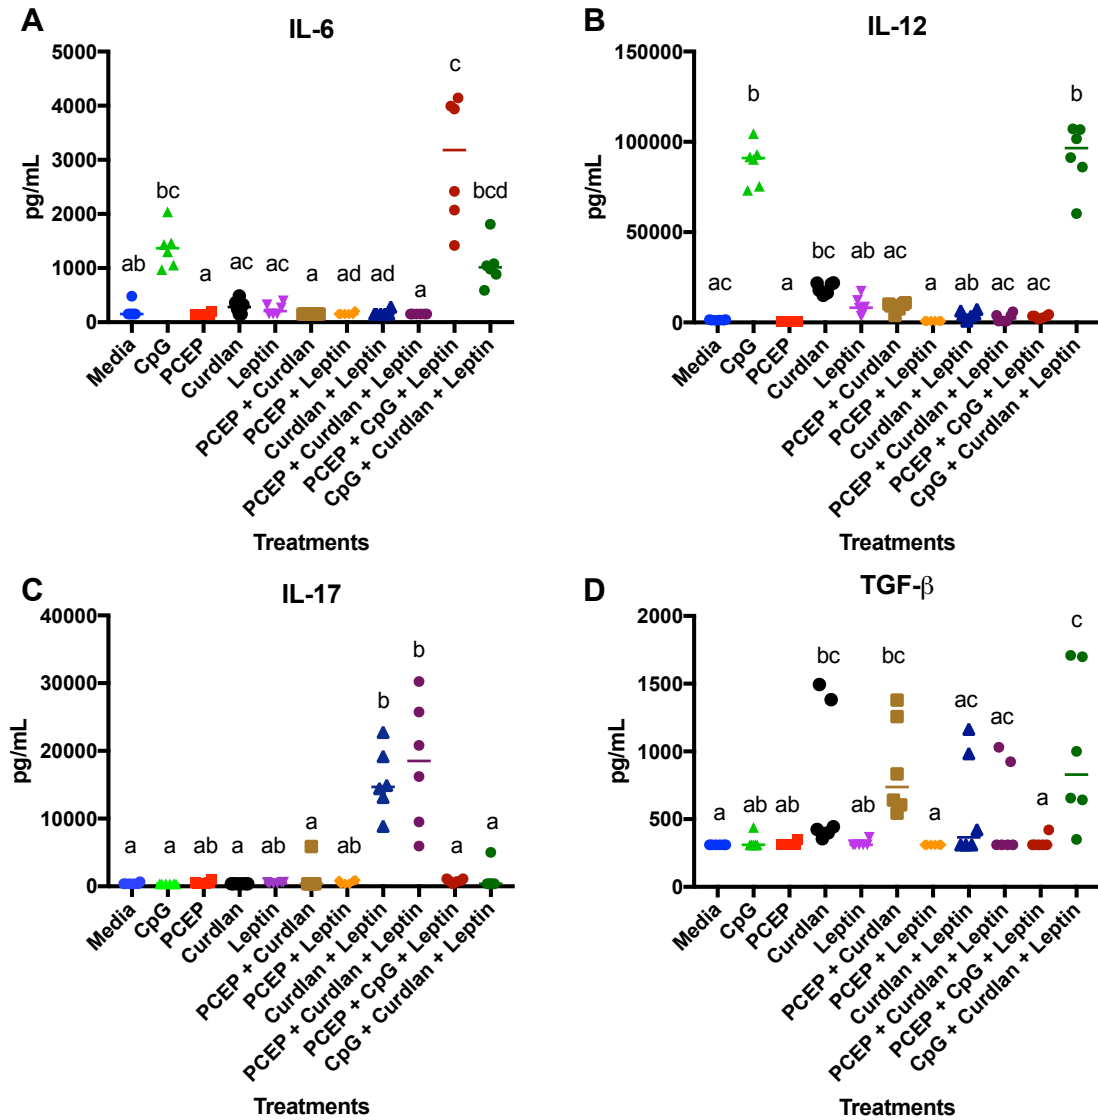 A
IL-6
pg/mL
5000
4000
3000
2000
1000
0
ab
bc
a
ac
ac
a
ad
ad
a
c
bcd
Media
CpG
PCEP
Curdlan
Leptin
PCEP + Curdlan
PCEP + Leptin
Curdlan + Leptin
PCEP + Curdlan + Leptin
PCEP + CpG + Leptin
CpG + Curdlan + Leptin
Treatments
B
IL-12
pg/mL
150000
100000
50000
0
ac
b
a
bc
ab
ac
a
ab
ac
ac
b
Media
CpG
PCEP
Curdlan
Leptin
PCEP + Curdlan
PCEP + Leptin
Curdlan + Leptin
PCEP + Curdlan + Leptin
PCEP + CpG + Leptin
CpG + Curdlan + Leptin
Treatments
C
IL-17
pg/mL
40000
30000
20000
10000
0
a
a
ab
a
ab
a
ab
b
b
a
a
Media
CpG
PCEP
Curdlan
Leptin
PCEP + Curdlan
PCEP + Leptin
Curdlan + Leptin
PCEP + Curdlan + Leptin
PCEP + CpG + Leptin
CpG + Curdlan + Leptin
Treatments
D
TGF-β
pg/mL
2000
1500
1000
500
0
a
ab
ab
bc
ab
bc
a
ac
ac
a
c
Media
CpG
PCEP
Curdlan
Leptin
PCEP + Curdlan
PCEP + Leptin
Curdlan + Leptin
PCEP + Curdlan + Leptin
PCEP + CpG + Leptin
CpG + Curdlan + Leptin
Treatments